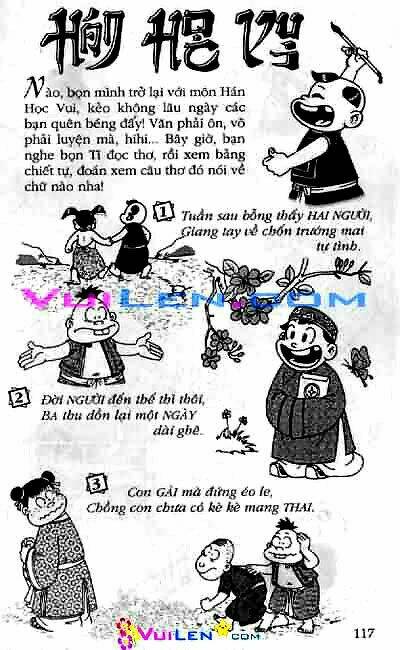 Hán Học Vui
Nào, bọn mình trở lại với môn Hán
Học Vui, kẻo không lâu ngày các
bạn quên béng đấy! Văn phải ôn, võ
phải luyện mà, hihi... Bây giờ, bạn
nghe bọn Tí đọc thơ, rồi xem bảng
chiết tự, đoán xem câu thơ đó nói về
chữ nào nha!
1 Tuần sau bỗng thấy HAI NGƯỜI,
Giang tay về chốn trướng mai
tự tình.
VUILEN.COM
2 Đời NGƯỜI đến thế thì thôi,
BA thu dồn lại một NGÀY
dài ghê.
3 Con GÁI mà đứng éo le,
Chồng con chưa có kè kè mang THAI.
VUILEN.COM
117